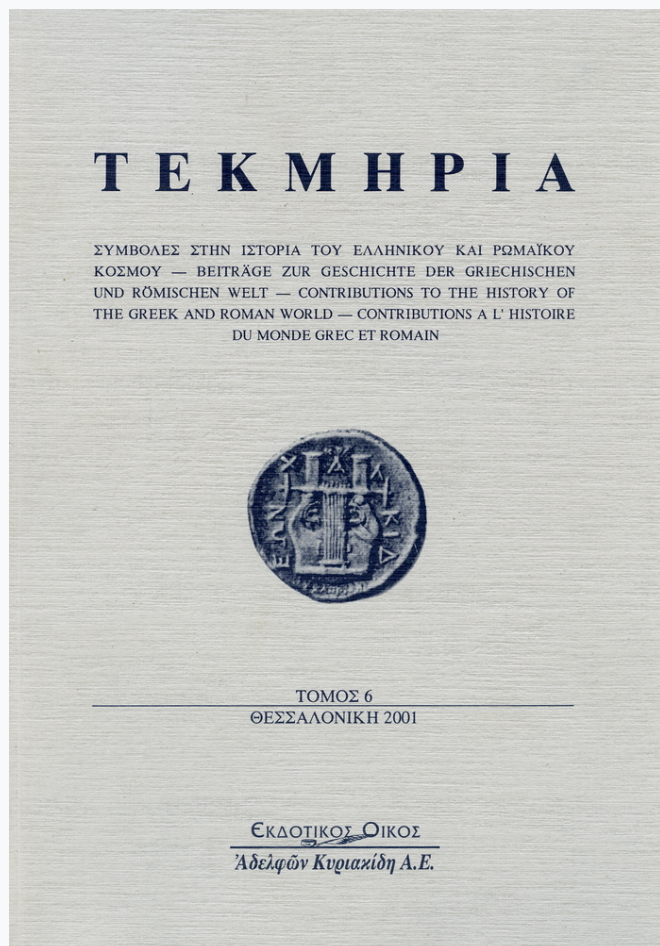 ΤΕΚΜΗΡΙΑ
ΣΥΜΒΟΛΕΣ ΣΤΗΝ ΙΣΤΟΡΙΑ ΤΟΥ ΕΛΛΗΝΙΚΟΥ ΚΑΙ ΡΩΜΑΪΚΟΥ
ΚΟΣΜΟΥ — BEITRÄGE ZUR GESCHICHTE DER GRIECHISCHEN
UND RÖMISCHEN WELT — CONTRIBUTIONS TO THE HISTORY OF
THE GREEK AND ROMAN WORLD — CONTRIBUTIONS A L' HISTOIRE
DU MONDE GREC ET ROMAIN
ΧΑΛΚΙΔΕΩΝ
ΤΟΜΟΣ 6
ΘΕΣΣΑΛΟΝΙΚΗ 2001
ΕΚΔΟΤΙΚΟΣ ΟΙΚΟΣ
Ἀδελφῶν Κυριακίδη Α.Ε.